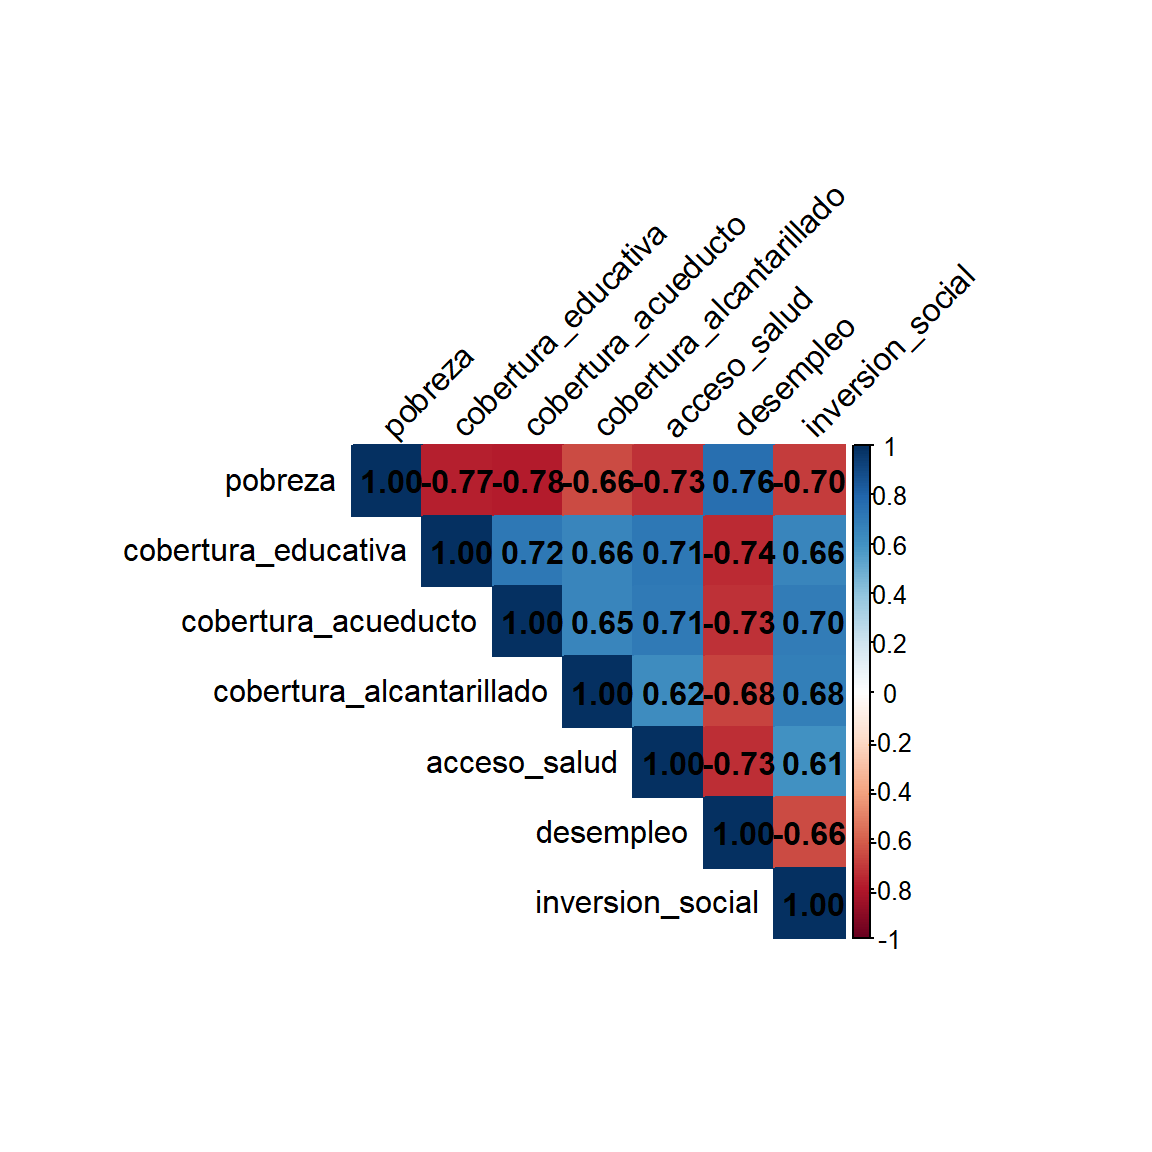 pobreza
cobertura_educativa
cobertura_acueducto
cobertura_alcantarillado
acceso_salud
desempleo
inversion_social
pobreza 1.00 -0.77 -0.78 -0.66 -0.73 0.76 -0.70
cobertura_educativa 1.00 0.72 0.66 0.71 -0.74 0.66
cobertura_acueducto 1.00 0.65 0.71 -0.73 0.70
cobertura_alcantarillado 1.00 0.62 -0.68 0.68
acceso_salud 1.00 -0.73 0.61
desempleo 1.00 -0.66
inversion_social 1.00
1
0.8
0.6
0.4
0.2
0
-0.2
-0.4
-0.6
-0.8
-1